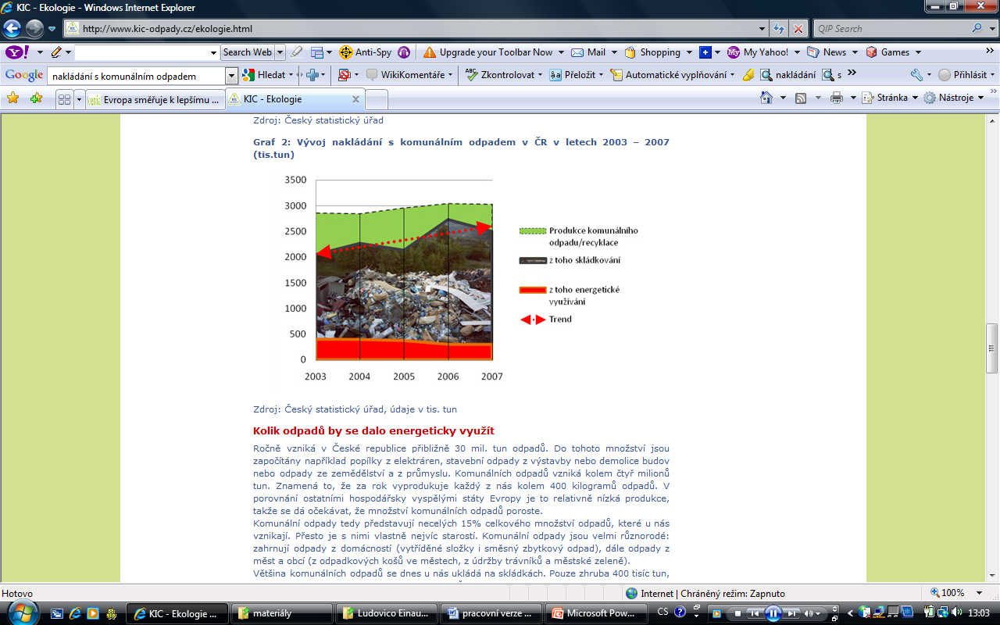 KIC - Ekologie - Windows Internet Explorer
http://www.kic-odpady.cz/ekologie.html
QIP Search
Y! Search Web Anti-Spy Upgrade your Toolbar Now Mail Shopping My Yahoo! News Games »
Google nakládání s komunálním odpadem Hledat WikiKomentáře Zkontrolovat Přeložit Automatické vyplňování nakládání s » Přihlásit
Evropa směřuje k lepšímu ... KIC - Ekologie Stránka Nástroje »
Zdroj: Český statistický úřad
Graf 2: Vývoj nakládání s komunálním odpadem v ČR v letech 2003 – 2007
(tis.tun)
3500
3000
2500
2000
1500
1000
500
0
2003 2004 2005 2006 2007
Produkce komunálního
odpadu/recyklace
z toho skládkování
z toho energetické
využívání
Trend
Zdroj: Český statistický úřad, údaje v tis. tun
Kolik odpadů by se dalo energeticky využít
Ročně vzniká v České republice přibližně 30 mil. tun odpadů. Do tohoto množství jsou
započítány například popílky z elektráren, stavební odpady z výstavby nebo demolice budov
nebo odpady ze zemědělství a z průmyslu. Komunálních odpadů vzniká kolem čtyř milionů
tun. Znamená to, že za rok vyprodukuje každý z nás kolem 400 kilogramů odpadů. V
porovnání ostatními hospodářsky vyspělými státy Evropy je to relativně nízká produkce,
takže se dá očekávat, že množství komunálních odpadů poroste.
Komunální odpady tedy představují necelých 15% celkového množství odpadů, které u nás
vznikají. Přesto je s nimi vlastně nejvíc starostí. Komunální odpady jsou velmi různorodé:
zahrnují odpady z domácností (vytříděné složky i směsný zbytkový odpad), dále odpady z
měst a obcí (z odpadkových košů ve městech, z údržby trávníků a městské zeleně).
Většina komunálních odpadů se dnes u nás ukládá na skládkách. Pouze zhruba 400 tisíc tun,
Hotovo Internet | Chráněný režim: Zapnuto 100%
KIC - Ekologie ... materiály Ludovico Einau... pracovní verze ... Microsoft Pow... CS 13:03